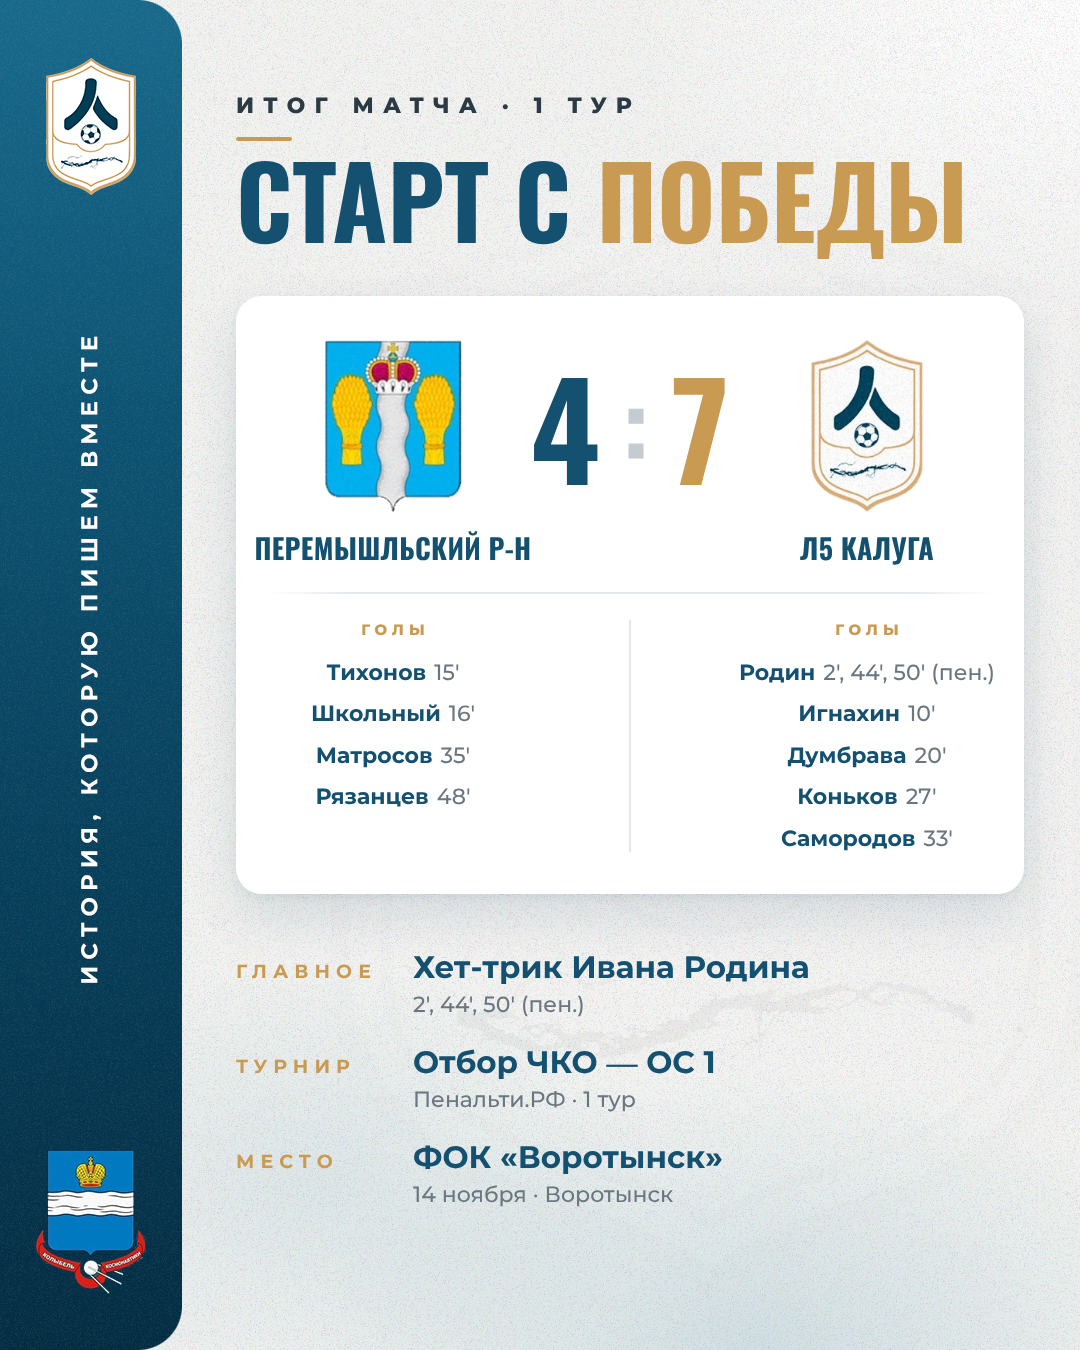 ИТОГ МАТЧА · 1 ТУР
СТАРТ С ПОБЕДЫ
4 : 7
ПЕРЕМЫШЛЬСКИЙ Р-Н
Л5 КАЛУГА
ГОЛЫ
Тихонов 15'
Школьный 16'
Матросов 35'
Рязанцев 48'
ГОЛЫ
Родин 2', 44', 50' (пен.)
Игнахин 10'
Думбрава 20'
Коньков 27'
Самородов 33'
ГЛАВНОЕ
Хет-трик Ивана Родина
2', 44', 50' (пен.)
ТУРНИР
Отбор ЧКО — ОС 1
Пенальти.РФ · 1 тур
МЕСТО
ФОК «Воротынск»
14 ноября · Воротынск
ИСТОРИЯ, КОТОРУЮ ПИШЕМ ВМЕСТЕ
КОЛЫБЕЛЬ КОСМОНАВТИКИ